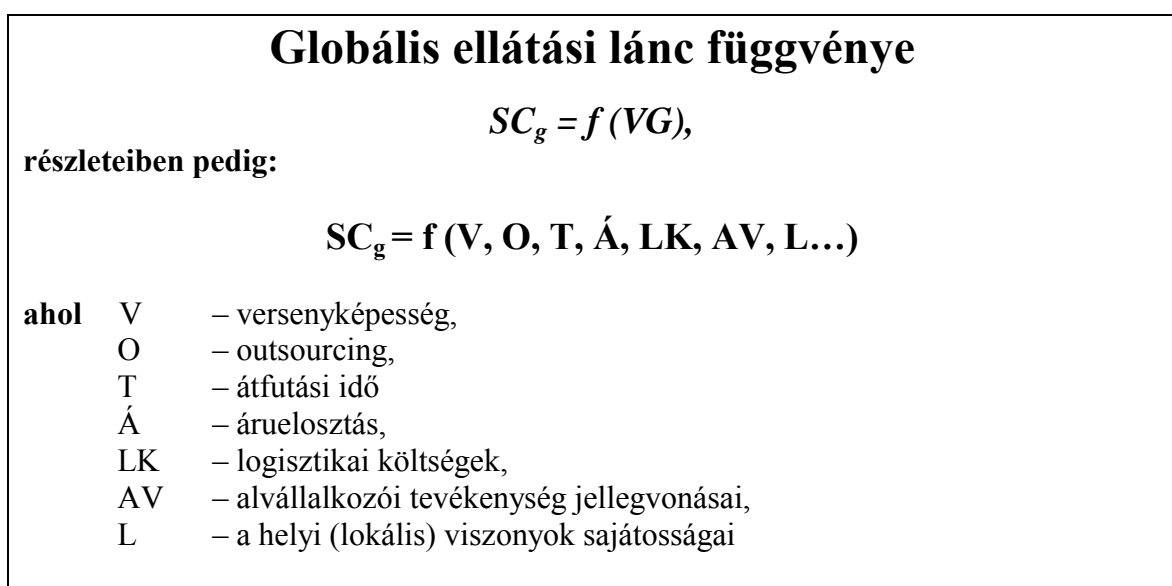 Globális ellátási lánc függvénye
SCg = f (VG),
részleteiben pedig:
SCg = f (V, O, T, Á, LK, AV, L…)
ahol V – versenyképesség,
O – outsourcing,
T – átfutási idő
Á – áruelosztás,
LK – logisztikai költségek,
AV – alvállalkozói tevékenység jellegvonásai,
L – a helyi (lokális) viszonyok sajátosságai